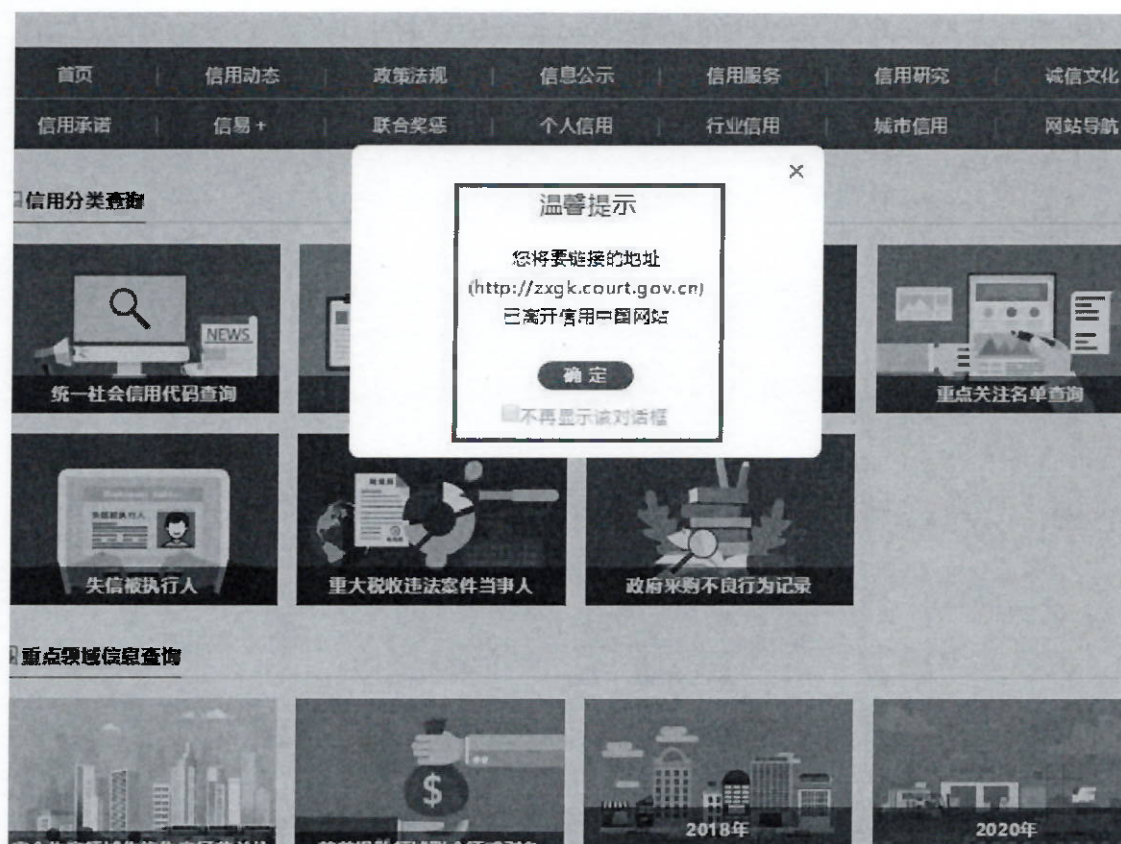 首页 信用动态 政策法规 信息公示 信用服务 信用研究 诚信文化
信用承诺 信易+ 联合奖惩 个人信用 行业信用 城市信用 网站导航
信用分类查询
×
温馨提示
您将要链接的地址
(http://zxgk.court.gov.cn)
已离开信用中国网站
确定
不再显示该对话框
NEWS
统一社会信用代码查询 重点关注名单查询
失信被执行人
失信被执行人 重大税收违法案件当事人 政府采购不良行为记录
重点领域信息查询
$
2018年 2020年